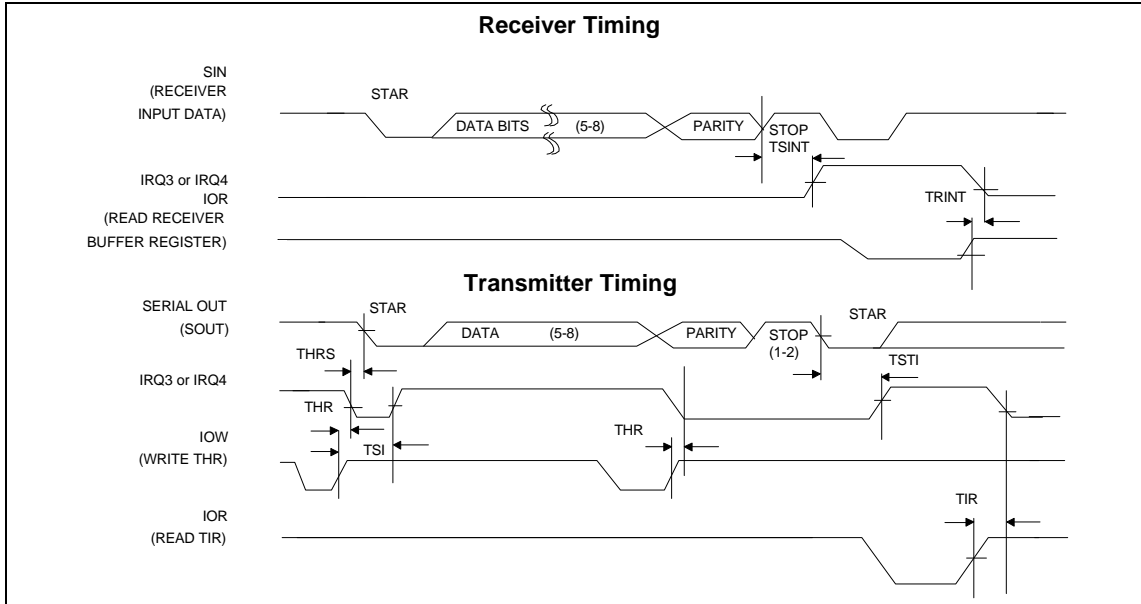 Receiver Timing
SIN
(RECEIVER
INPUT DATA)
STAR
DATA BITS (5-8)
PARITY
STOP
TSINT
IRQ3 or IRQ4
IOR
(READ RECEIVER
BUFFER REGISTER)
TRINT
Transmitter Timing
SERIAL OUT
(SOUT)
STAR
DATA (5-8)
PARITY
STOP
(1-2)
STAR
THRS
TSTI
IRQ3 or IRQ4
THR
IOW
(WRITE THR)
TSI
THR
IOR
(READ TIR)
TIR